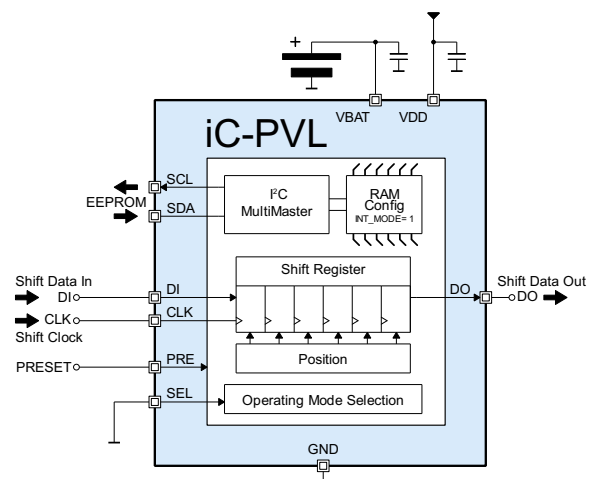 +
VBAT
VDD
iC-PVL
SCL
EEPROM
SDA
I²C
MultiMaster
RAM
Config
INT_MODE= 1
Shift Data In
DI
DI
Shift Register
DO
Shift Data Out
DO
CLK
CLK
Shift Clock
PRESET
PRE
Position
SEL
Operating Mode Selection
GND